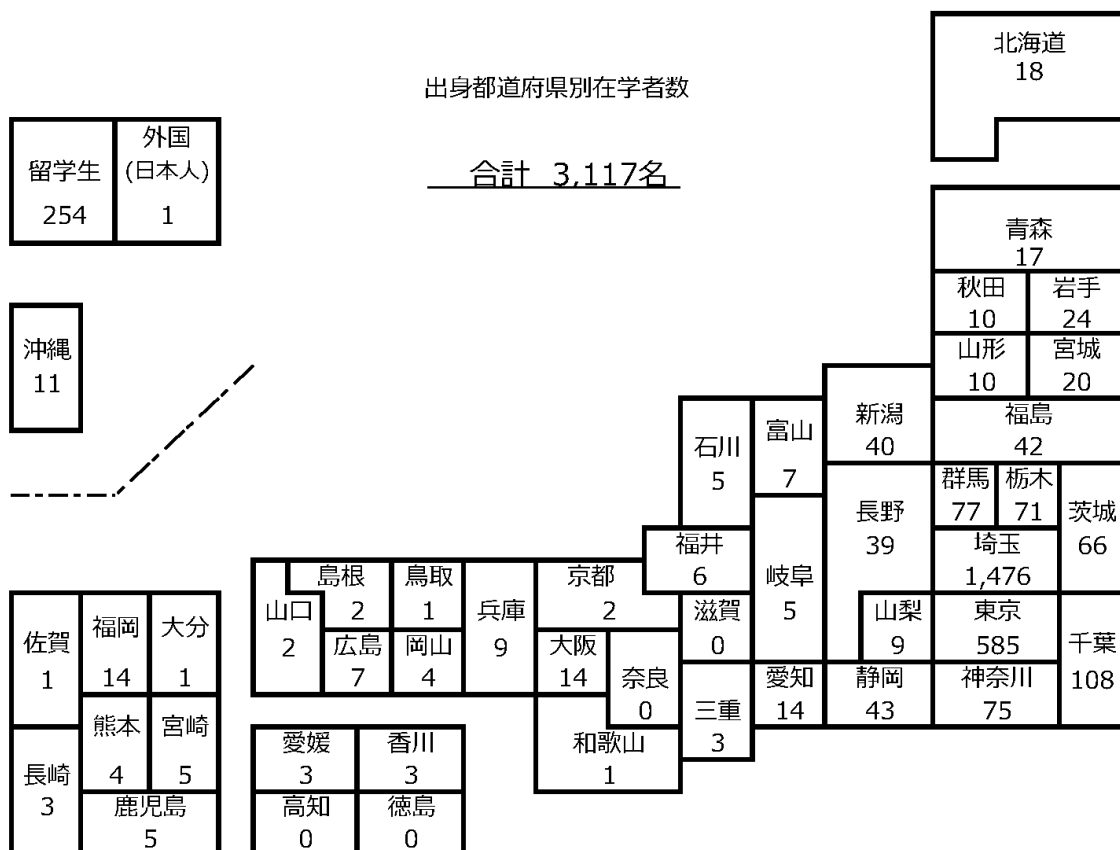 出身都道府県別在学者数
合計 3,117名
北海道
18
留学生
254
外国
(日本人)
1
青森
17
秋田
10
岩手
24
沖縄
11
山形
10
宮城
20
新潟
40
福島
42
石川
5
富山
7
長野
39
群馬
77
栃木
71
茨城
66
福井
6
岐阜
5
埼玉
1,476
山口
2
島根
2
鳥取
1
兵庫
9
京都
2
滋賀
0
山梨
9
東京
585
千葉
108
佐賀
1
福岡
14
大分
1
広島
7
岡山
4
大阪
14
奈良
0
三重
3
愛知
14
静岡
43
神奈川
75
熊本
4
宮崎
5
長崎
3
愛媛
3
香川
3
和歌山
1
鹿児島
5
高知
0
徳島
0